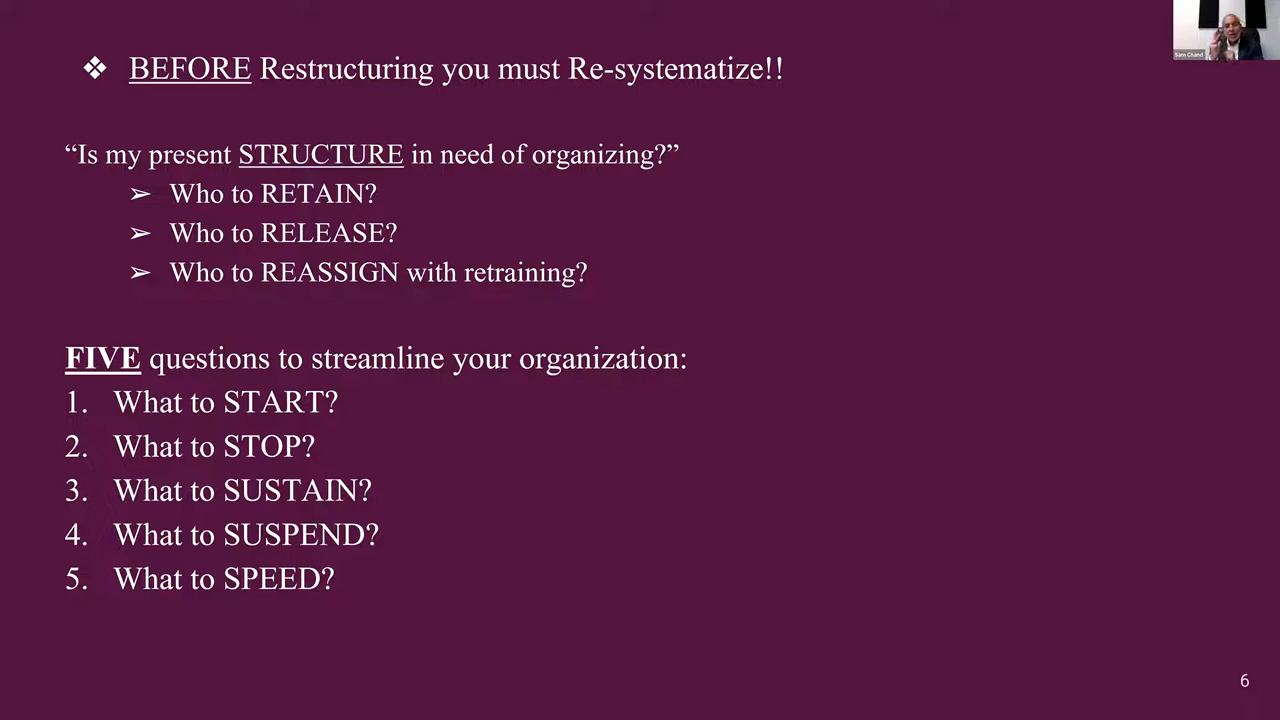 ❖ BEFORE Restructuring you must Re-systematize!!
Sam Chand
“Is my present STRUCTURE in need of organizing?”
➢ Who to RETAIN?
➢ Who to RELEASE?
➢ Who to REASSIGN with retraining?
FIVE questions to streamline your organization:
1. What to START?
2. What to STOP?
3. What to SUSTAIN?
4. What to SUSPEND?
5. What to SPEED?
6